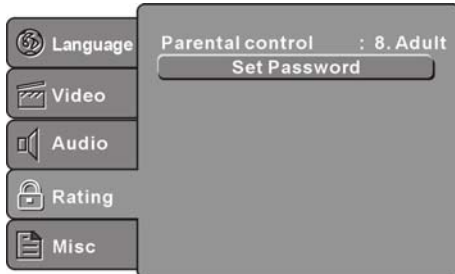 Language
Video
Audio
Rating
Misc
Parental control : 8. Adult
Set Password